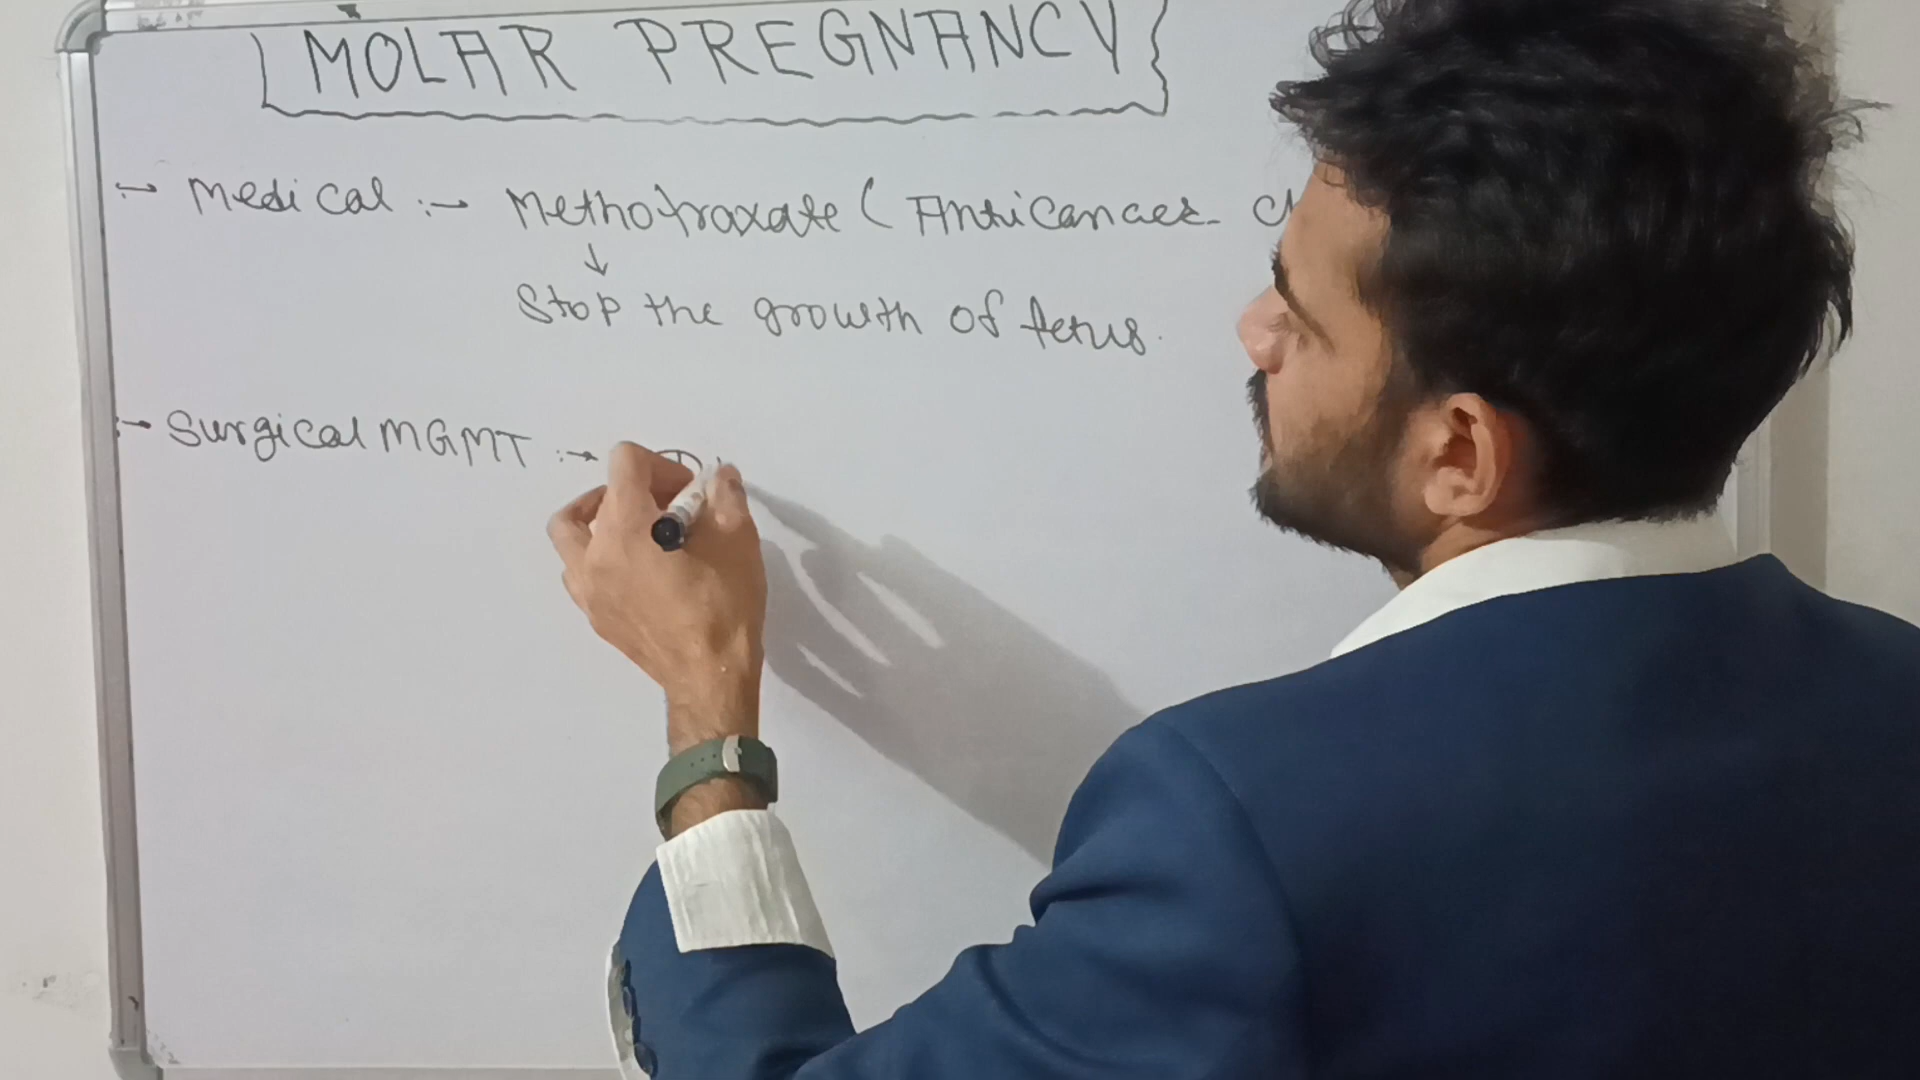 MOLAR PREGNANCY
:→ Medical :→ Methotraxate ( Anticancer
↓
Stop the growth of fetus.
:→ Surgical MGMT :→